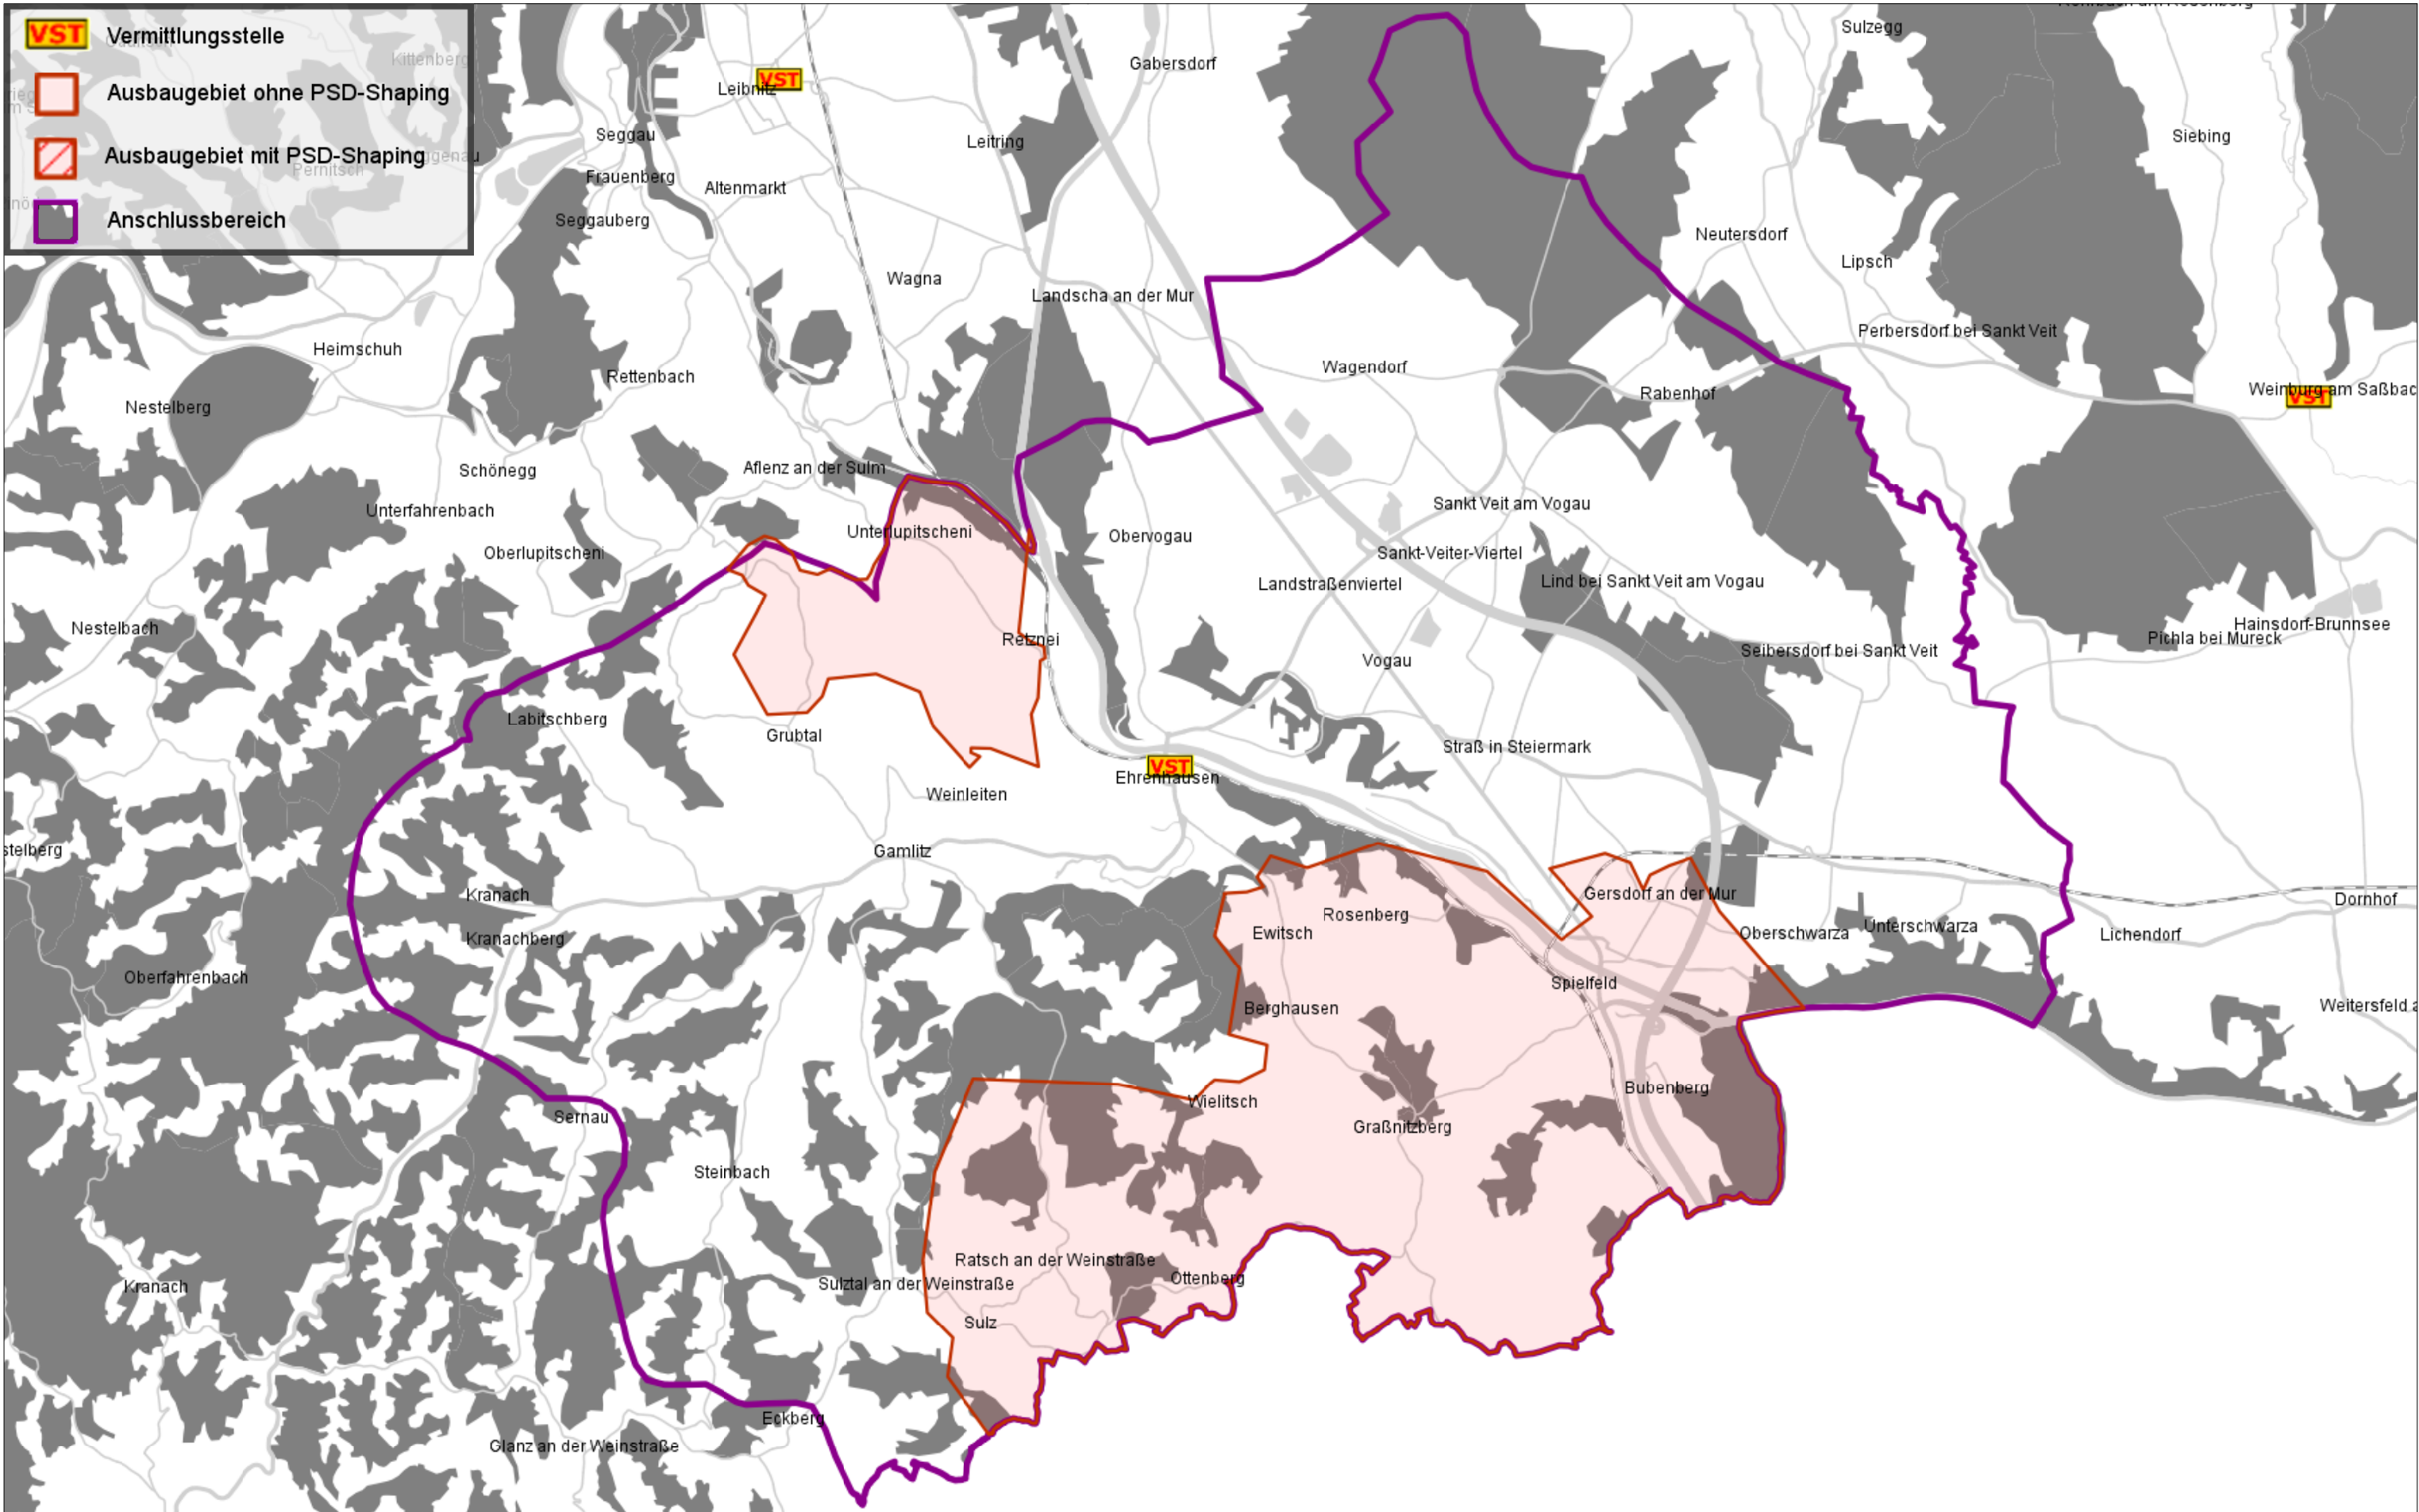 VST Vermittlungsstelle
Ausbaugebiet ohne PSD-Shaping
Ausbaugebiet mit PSD-Shaping
Anschlussbereich
Kittenberg
Pernitsch
Sulzegg
Gabersdorf
VST
Leibnitz
Seggau
Leitring
Siebing
Frauenberg
Altenmarkt
Seggauberg
Neutersdorf
Lipsch
Wagna
Landscha an der Mur
Perbersdorf bei Sankt Veit
Heimschuh
Rettenbach
Wagendorf
Rabenhof
Weinburg am Saßbac
VST
Nestelberg
Schönegg
Aflenz an der Sulm
Unterfahrenbach
Sankt Veit am Vogau
Unterlupitscheni
Obervogau
Oberlupitscheni
Sankt-Veiter-Viertel
Landstraßenviertel
Lind bei Sankt Veit am Vogau
Nestelbach
Retznei
Hainsdorf-Brunnsee
Pichla bei Mureck
Seibersdorf bei Sankt Veit
Vogau
Labitschberg
Grubtal
Straß in Steiermark
VST
Ehrenhausen
Weinleiten
stelberg
Gamlitz
Kranach
Gersdorf an der Mur
Dornhof
Rosenberg
Ewitsch
Oberschwarza
Unterschwarza
Lichendorf
Kranachberg
Oberfahrenbach
Spielfeld
Berghausen
Weitersfeld a
Bubenberg
Wielitsch
Sernau
Graßnitzberg
Steinbach
Ratsch an der Weinstraße
Ottenberg
Kranach
Sulztal an der Weinstraße
Sulz
Eckberg
Glanz an der Weinstraße